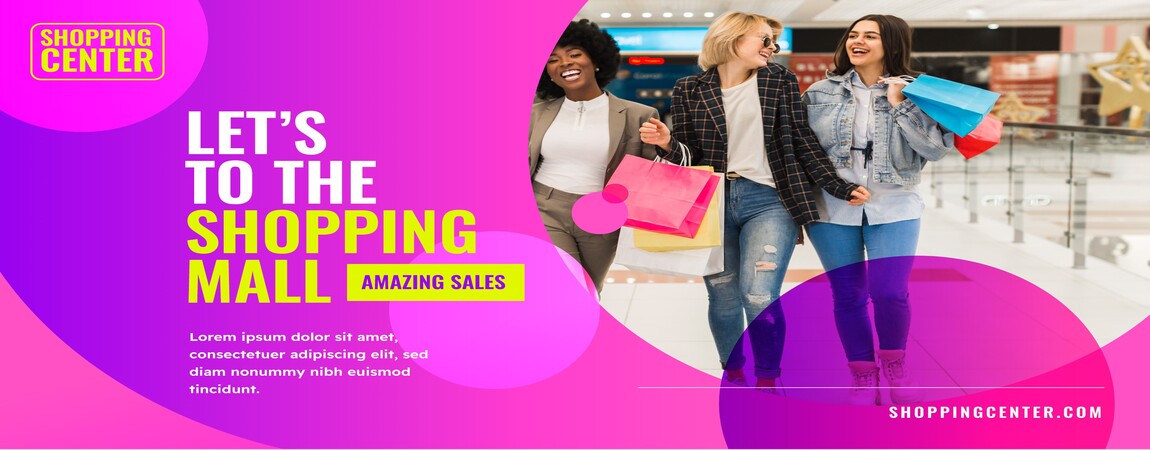 SHOPPING
CENTER
LET'S
TO THE
SHOPPING
MALL
AMAZING SALES
Lorem ipsum dolor sit amet,
consectetuer adipiscing elit, sed
diam nonummy nibh euismod
tincidunt.
SHOPPINGCENTER.COM